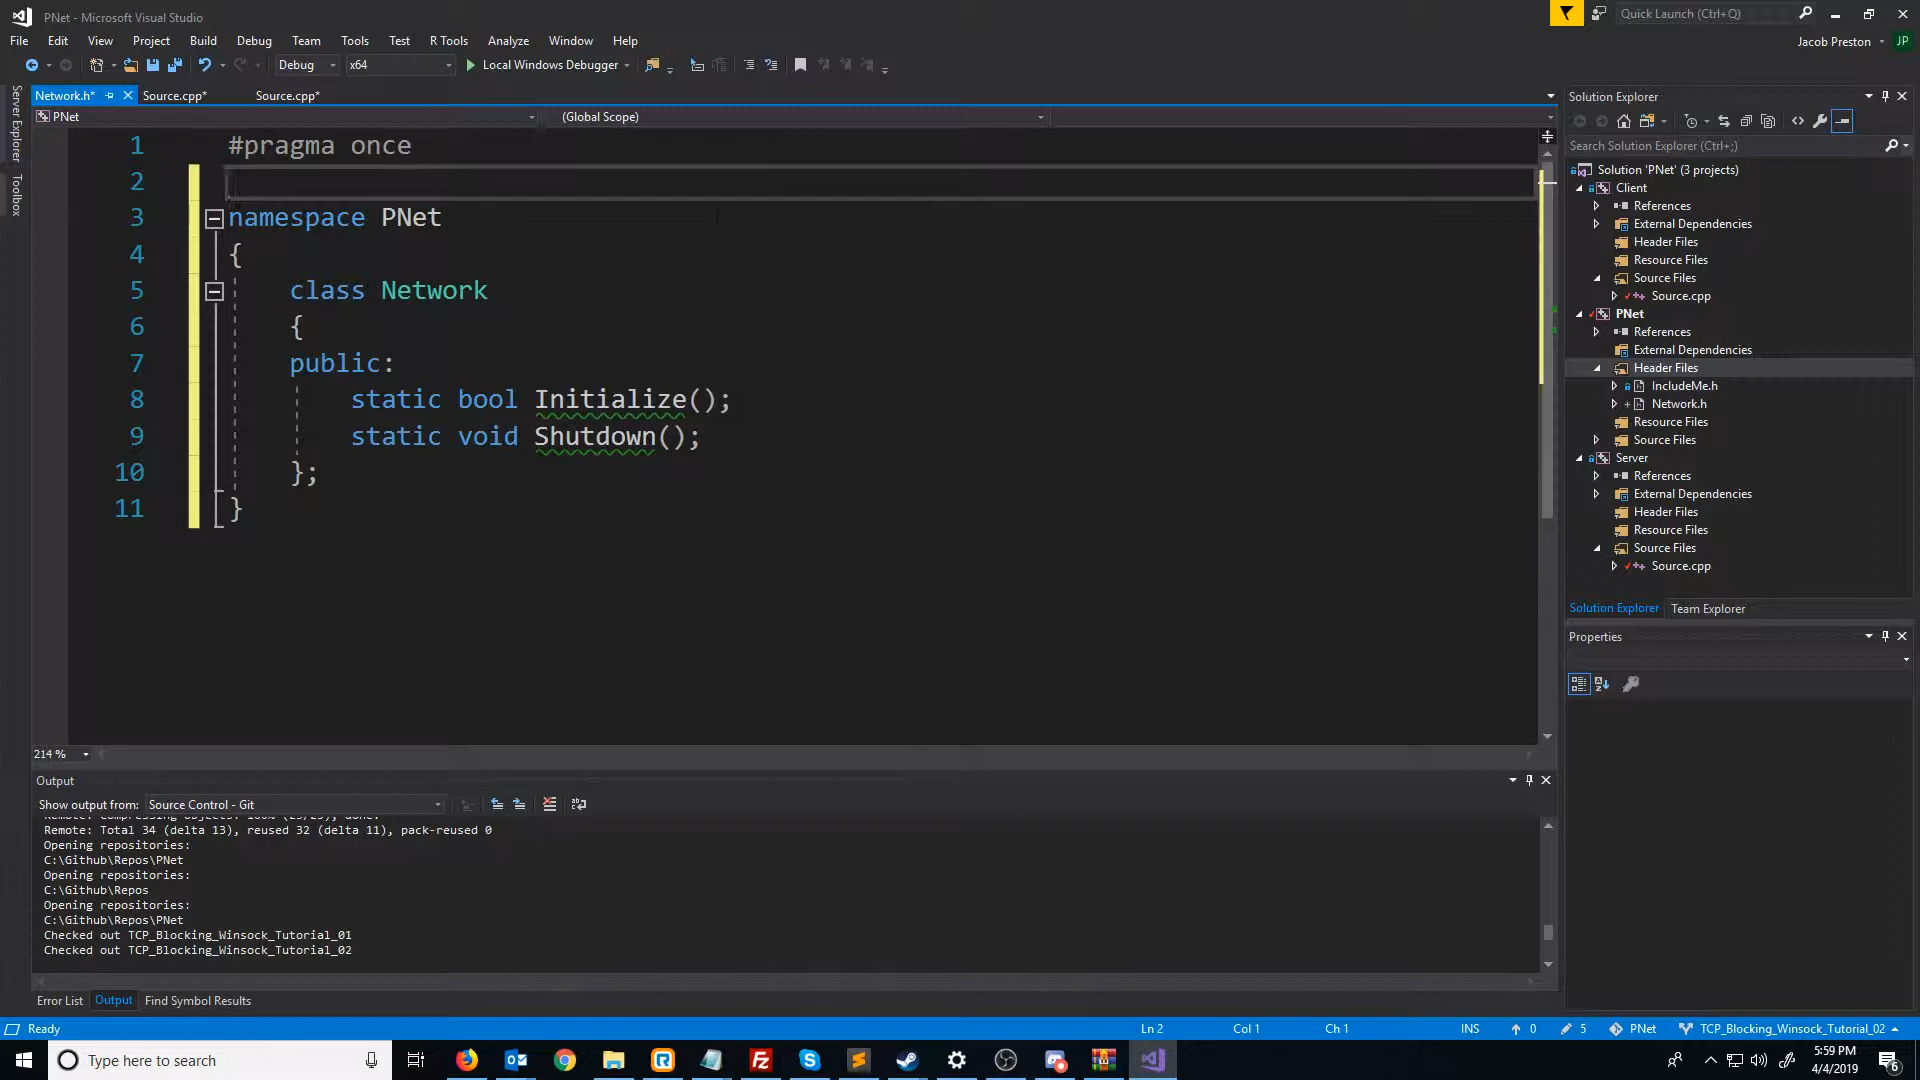 PNet - Microsoft Visual Studio
Quick Launch (Ctrl+Q)
File Edit View Project Build Debug Team Tools Test R Tools Analyze Window Help
Jacob Preston JP
Debug x64 Local Windows Debugger
Server Explorer
Toolbox
Network.h* Source.cpp* Source.cpp*
PNet (Global Scope)
1 #pragma once
2
3 namespace PNet
4 {
5 class Network
6 {
7 public:
8 static bool Initialize();
9 static void Shutdown();
10 };
11 }
214 %
Solution Explorer
Search Solution Explorer (Ctrl+;)
Solution 'PNet' (3 projects)
Client
References
External Dependencies
Header Files
Resource Files
Source Files
Source.cpp
PNet
References
External Dependencies
Header Files
IncludeMe.h
Network.h
Resource Files
Source Files
Server
References
External Dependencies
Header Files
Resource Files
Source Files
Source.cpp
Solution Explorer Team Explorer
Properties
Output
Show output from: Source Control - Git
Remote: Total 34 (delta 13), reused 32 (delta 11), pack-reused 0
Opening repositories:
C:\Github\Repos\PNet
Opening repositories:
C:\Github\Repos
Opening repositories:
C:\Github\Repos\PNet
Checked out TCP_Blocking_Winsock_Tutorial_01
Checked out TCP_Blocking_Winsock_Tutorial_02
Error List Output Find Symbol Results
Ready Ln 2 Col 1 Ch 1 INS 0 5 PNet TCP_Blocking_Winsock_Tutorial_02
Type here to search
5:59 PM
4/4/2019
6